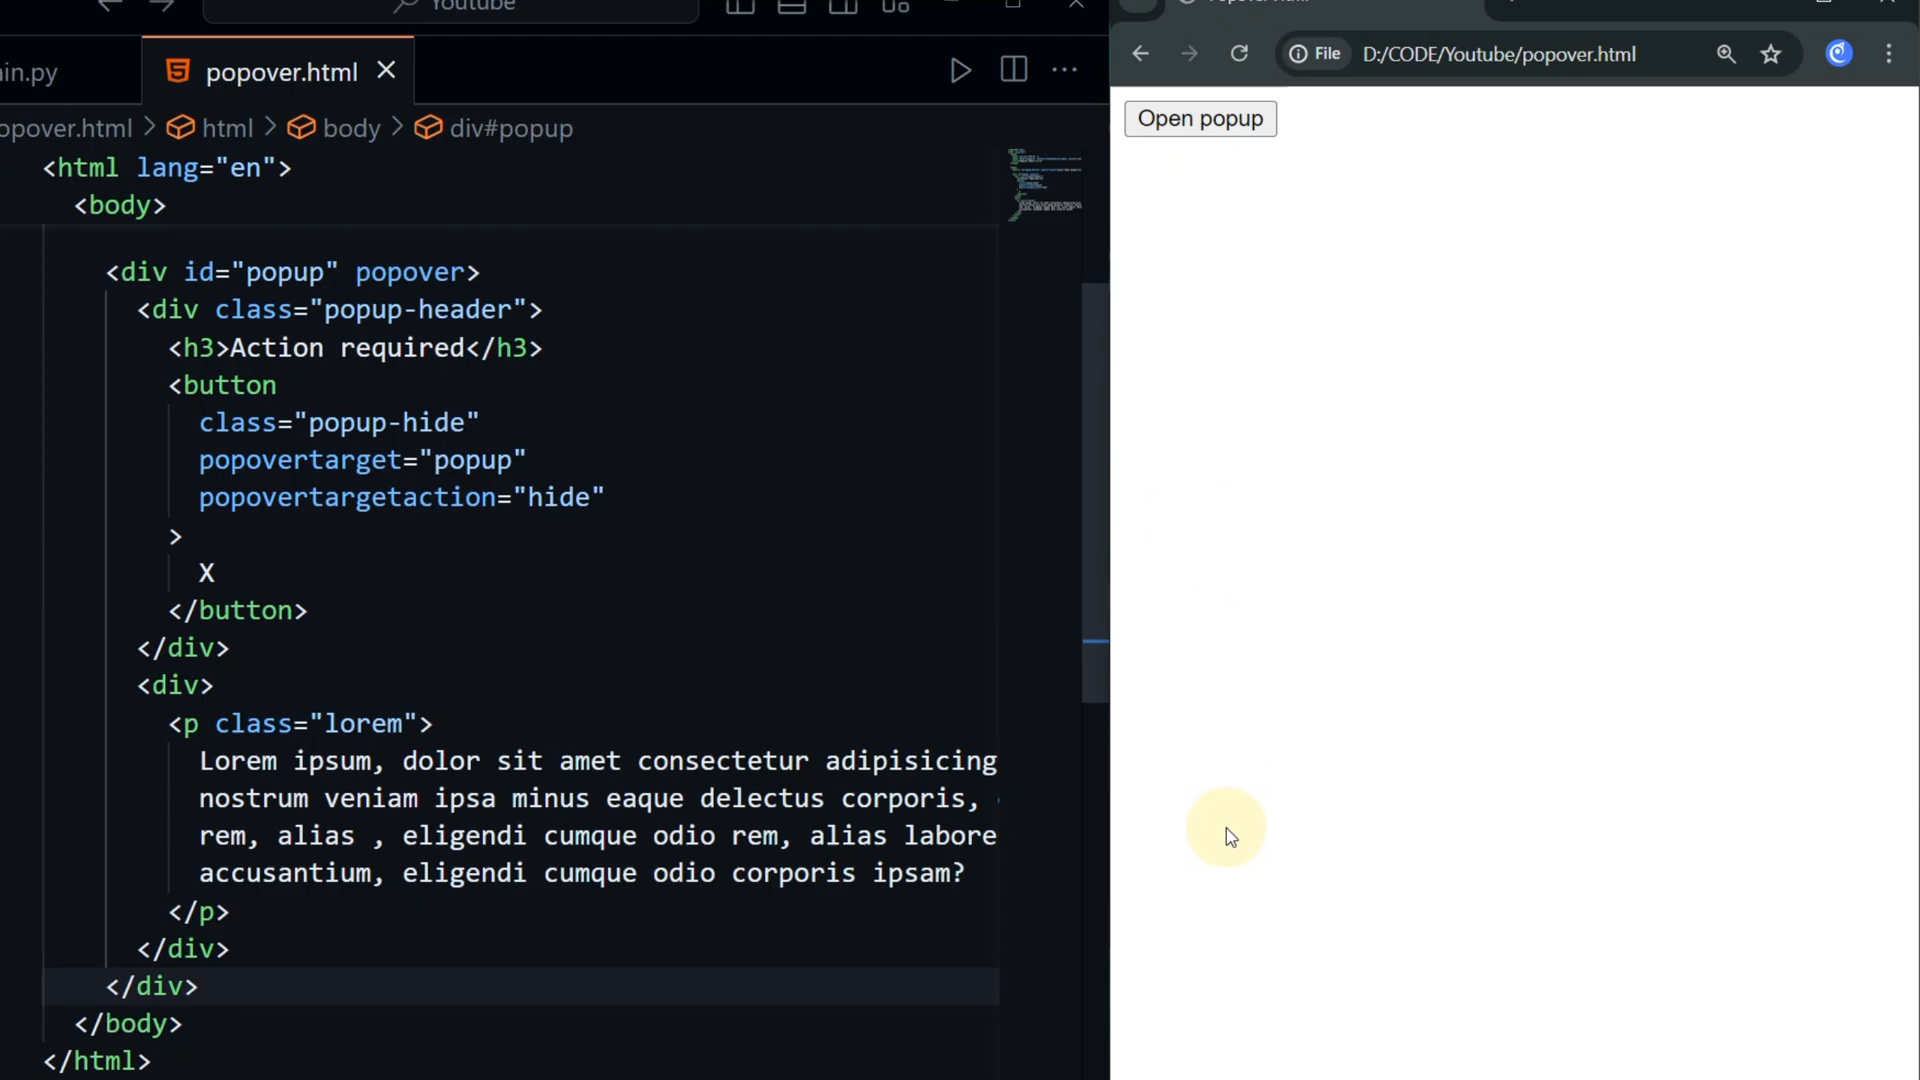 Youtube
in.py
popover.html
opover.html > html > body > div#popup
<html lang="en">
<body>
<div id="popup" popover>
<div class="popup-header">
<h3>Action required</h3>
<button
class="popup-hide"
popovertarget="popup"
popovertargetaction="hide"
>
X
</button>
</div>
<div>
<p class="lorem">
Lorem ipsum, dolor sit amet consectetur adipisicing
nostrum veniam ipsa minus eaque delectus corporis,
rem, alias , eligendi cumque odio rem, alias labore
accusantium, eligendi cumque odio corporis ipsam?
</p>
</div>
</div>
</body>
</html>
File D:/CODE/Youtube/popover.html
Open popup